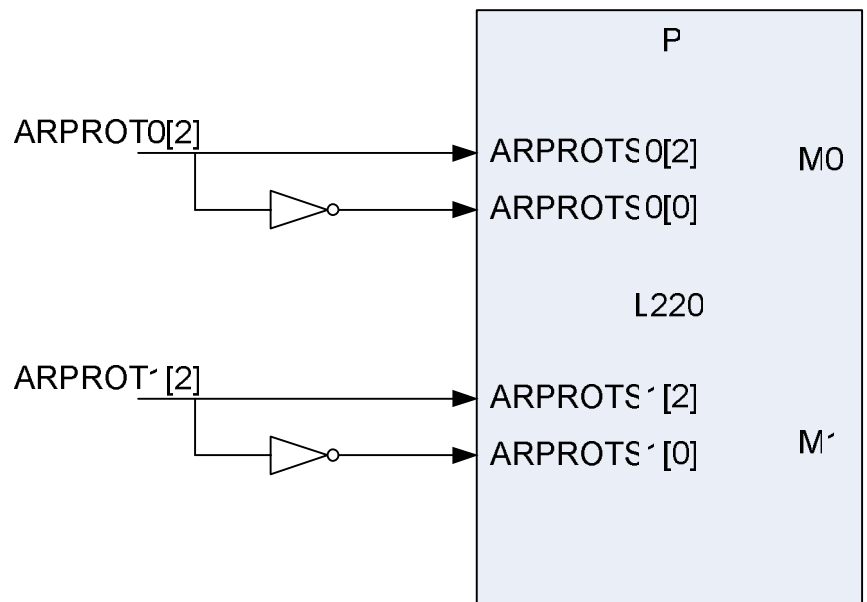 P
ARPROT0[2]
ARPROTS0[2]
M0
ARPROTS0[0]
L220
ARPROT1[2]
ARPROTS1[2]
M1
ARPROTS1[0]